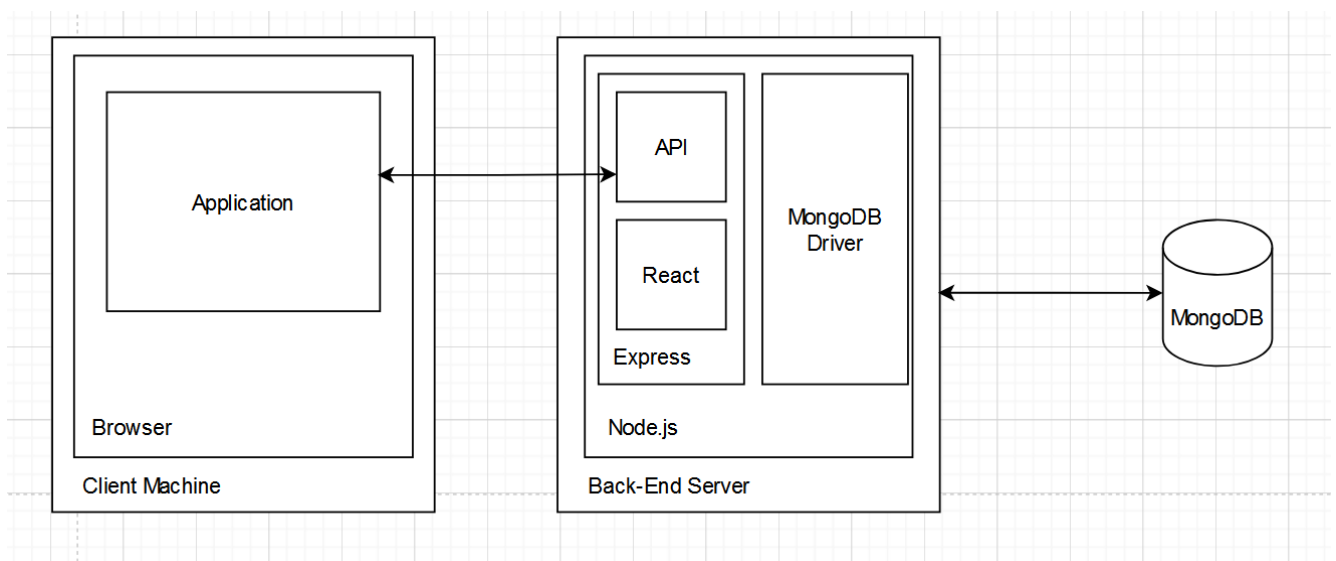 Application
Browser
Client Machine
API
React
Express
MongoDB
Driver
Node.js
Back-End Server
MongoDB